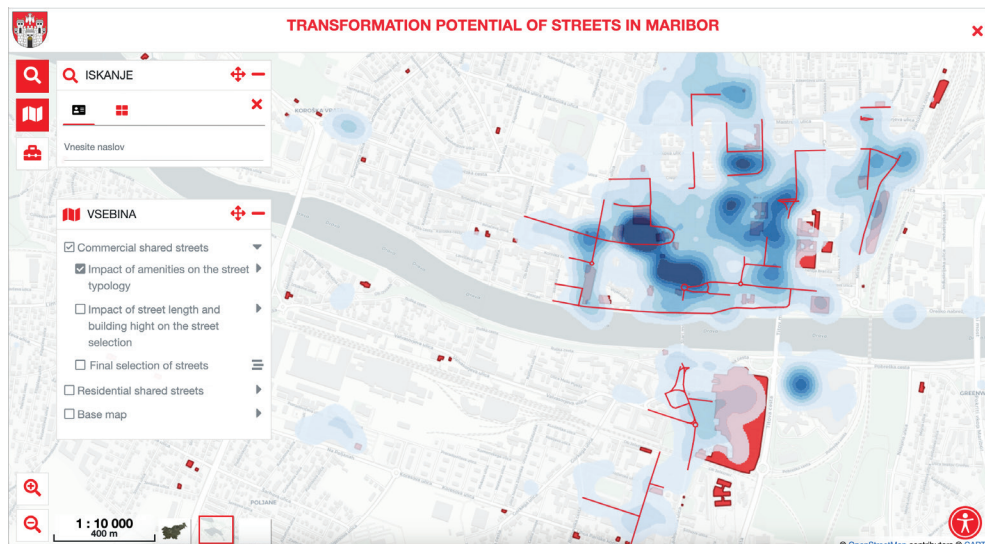 TRANSFORMATION POTENTIAL OF STREETS IN MARIBOR
ISKANJE
Vnesite naslov
VSEBINA
Commercial shared streets
Impact of amenities on the street
typology
Impact of street length and
building hight on the street
selection
Final selection of streets
Residential shared streets
Base map
POLJANE
1 : 10 000
400 m